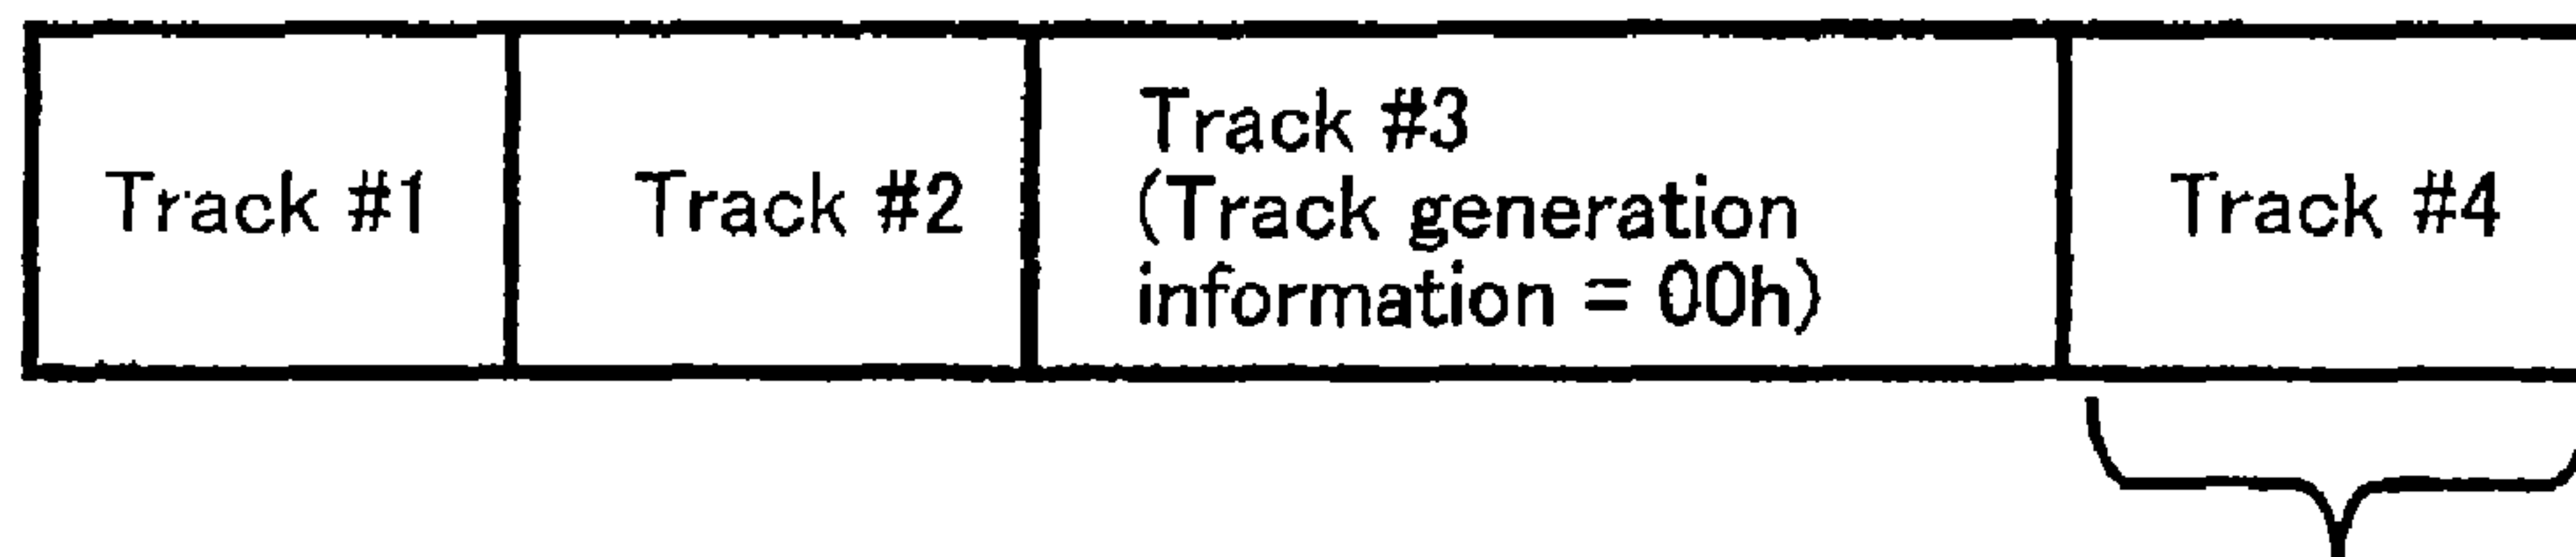 Track #1
Track #2
Track #3
(Track generation
information = 00h)
Track #4